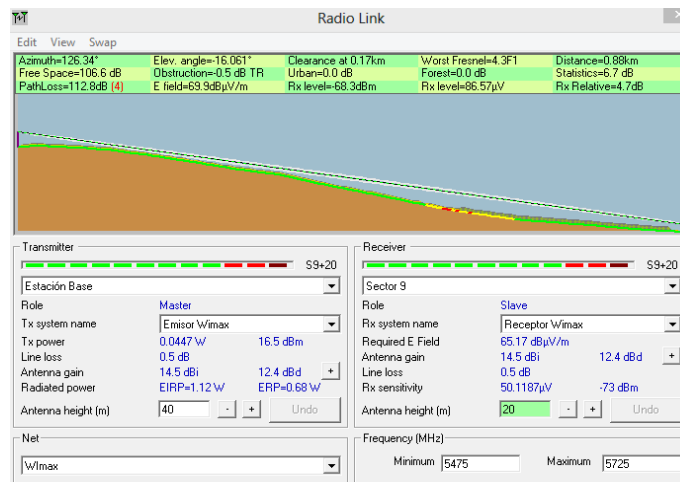 Radio Link
Edit View Swap
Azimuth=126.34° Elev. angle=-16.061° Clearance at 0.17km Worst Fresnel=4.3F1 Distance=0.88km
Free Space=106.6 dB Obstruction=-0.5 dB TR Urban=0.0 dB Forest=0.0 dB Statistics=6.7 dB
PathLoss=112.8dB (4) E field=69.9dBµV/m Rx level=-68.3dBm Rx level=86.57µV Rx Relative=4.7dB
Transmitter
S9+20
Estación Base
Role Master
Tx system name Emisor Wimax
Tx power 0.0447 W 16.5 dBm
Line loss 0.5 dB
Antenna gain 14.5 dBi 12.4 dBd +
Radiated power EIRP=1.12 W ERP=0.68 W
Antenna height (m) 40 - + Undo
Receiver
S9+20
Sector 9
Role Slave
Rx system name Receptor Wimax
Required E Field 65.17 dBµV/m
Antenna gain 14.5 dBi 12.4 dBd +
Line loss 0.5 dB
Rx sensitivity 50.1187µV -73 dBm
Antenna height (m) 20 - + Undo
Net
WImax
Frequency (MHz)
Minimum 5475 Maximum 5725